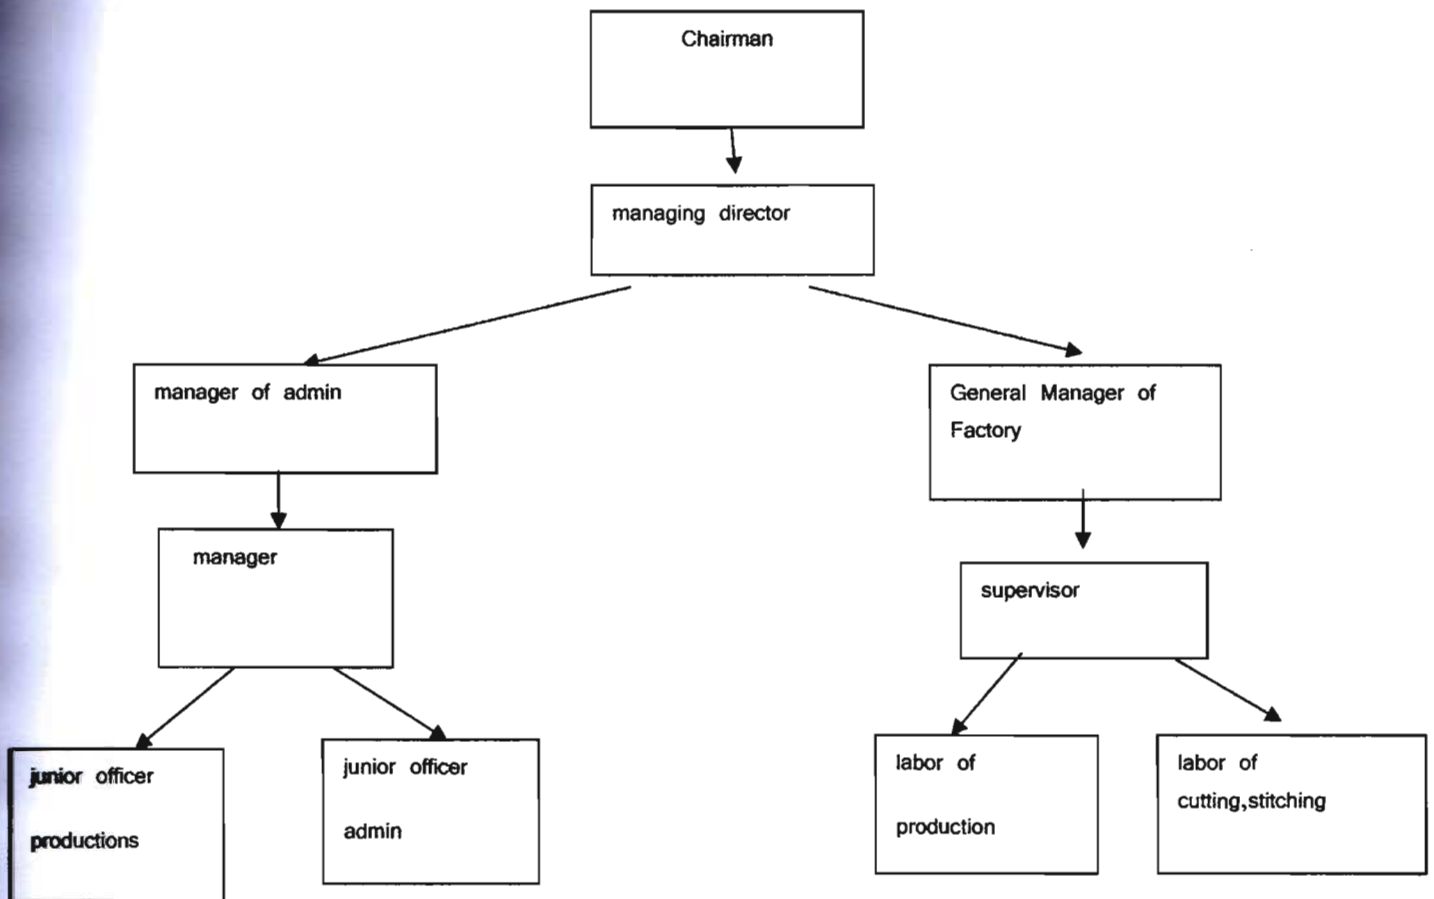 Chairman
managing director
manager of admin
General Manager of
Factory
manager
supervisor
junior officer
productions
junior officer
admin
labor of
production
labor of
cutting,stitching